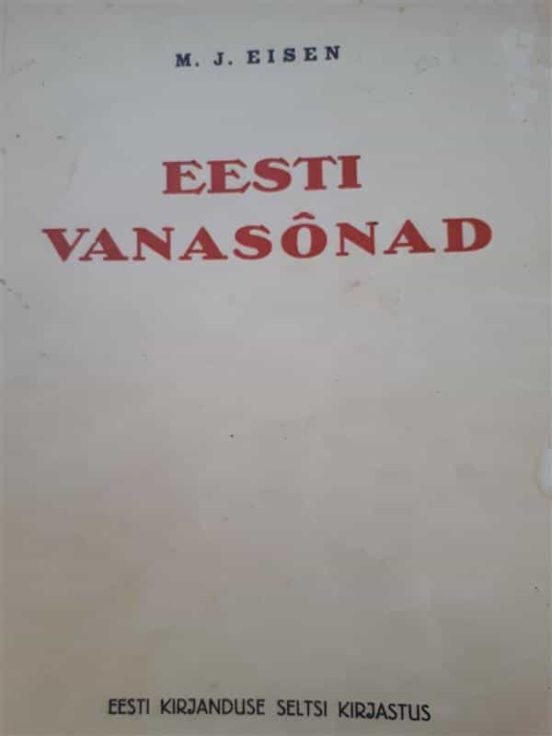 M. J. EISEN
EESTI
VANASÔNAD
EESTI KIRJANDUSE SELTSI KIRJASTUS